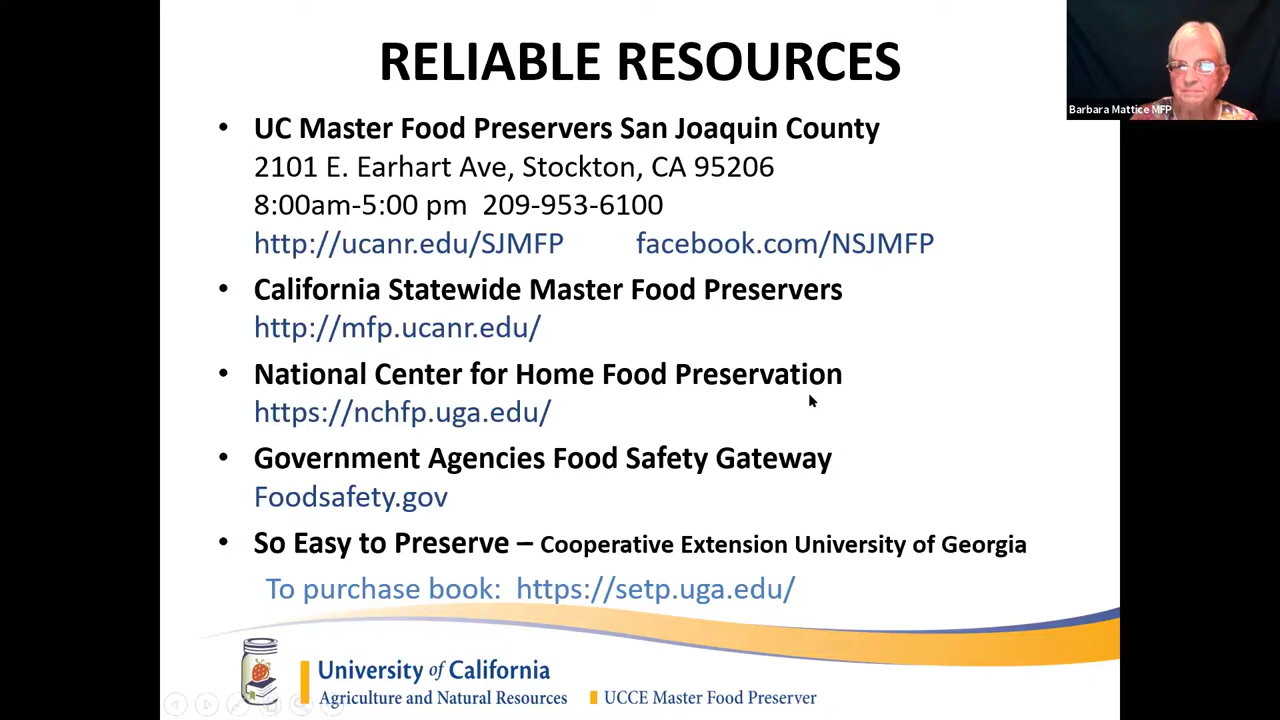 RELIABLE RESOURCES
Barbara Mattice MFP
• UC Master Food Preservers San Joaquin County
2101 E. Earhart Ave, Stockton, CA 95206
8:00am-5:00 pm 209-953-6100
http://ucanr.edu/SJMFP facebook.com/NSJMFP
• California Statewide Master Food Preservers
http://mfp.ucanr.edu/
• National Center for Home Food Preservation
https://nchfp.uga.edu/
• Government Agencies Food Safety Gateway
Foodsafety.gov
• So Easy to Preserve – Cooperative Extension University of Georgia
To purchase book: https://setp.uga.edu/
University of California
Agriculture and Natural Resources UCCE Master Food Preserver